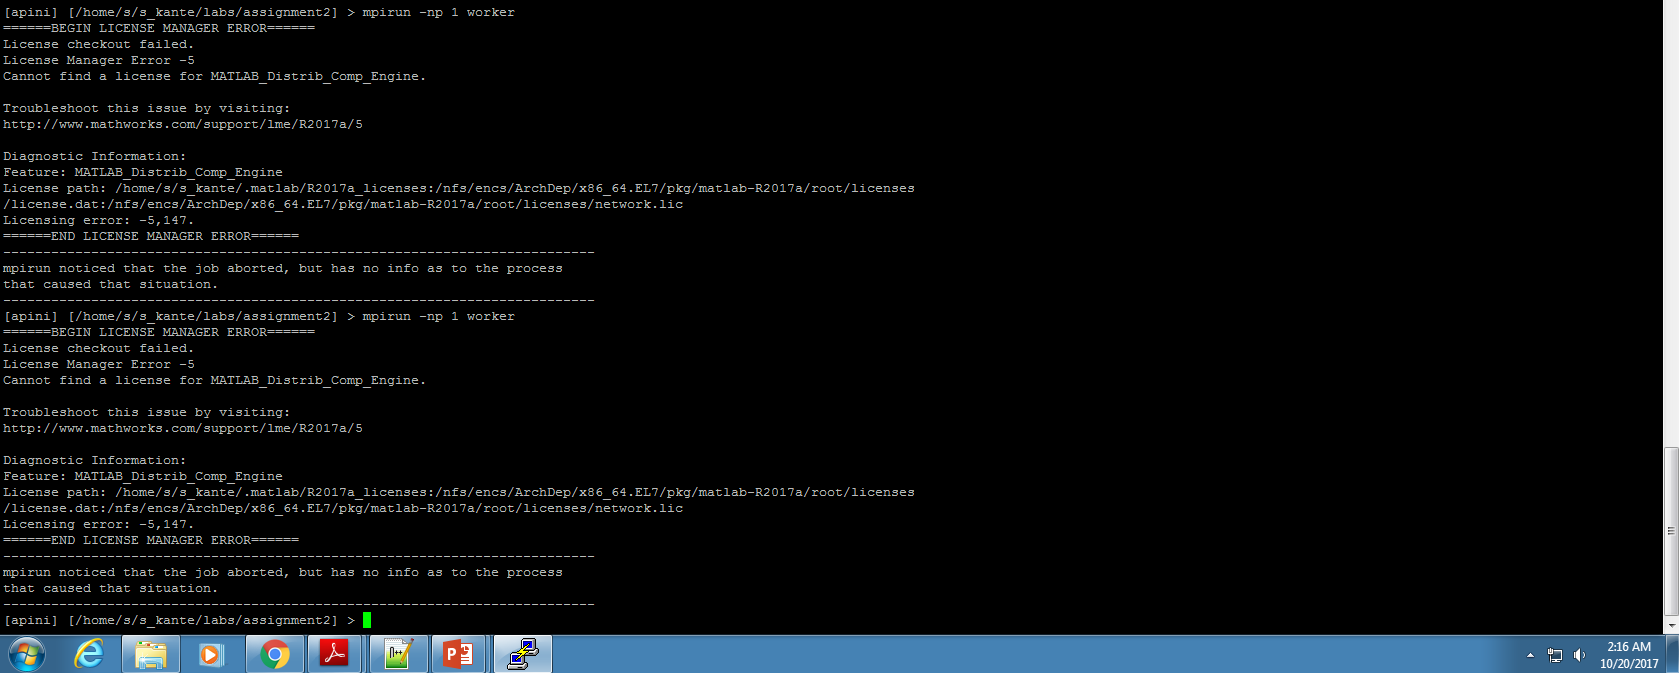 [apini] [/home/s/s_kante/labs/assignment2] > mpirun -np 1 worker
======BEGIN LICENSE MANAGER ERROR======
License checkout failed.
License Manager Error -5
Cannot find a license for MATLAB_Distrib_Comp_Engine.
Troubleshoot this issue by visiting:
http://www.mathworks.com/support/lme/R2017a/5
Diagnostic Information:
Feature: MATLAB_Distrib_Comp_Engine
License path: /home/s/s_kante/.matlab/R2017a_licenses:/nfs/encs/ArchDep/x86_64.EL7/pkg/matlab-R2017a/root/licenses
/license.dat:/nfs/encs/ArchDep/x86_64.EL7/pkg/matlab-R2017a/root/licenses/network.lic
Licensing error: -5,147.
======END LICENSE MANAGER ERROR======
--------------------------------------------------------------------------
mpirun noticed that the job aborted, but has no info as to the process
that caused that situation.
--------------------------------------------------------------------------
[apini] [/home/s/s_kante/labs/assignment2] > mpirun -np 1 worker
======BEGIN LICENSE MANAGER ERROR======
License checkout failed.
License Manager Error -5
Cannot find a license for MATLAB_Distrib_Comp_Engine.
Troubleshoot this issue by visiting:
http://www.mathworks.com/support/lme/R2017a/5
Diagnostic Information:
Feature: MATLAB_Distrib_Comp_Engine
License path: /home/s/s_kante/.matlab/R2017a_licenses:/nfs/encs/ArchDep/x86_64.EL7/pkg/matlab-R2017a/root/licenses
/license.dat:/nfs/encs/ArchDep/x86_64.EL7/pkg/matlab-R2017a/root/licenses/network.lic
Licensing error: -5,147.
======END LICENSE MANAGER ERROR======
--------------------------------------------------------------------------
mpirun noticed that the job aborted, but has no info as to the process
that caused that situation.
--------------------------------------------------------------------------
[apini] [/home/s/s_kante/labs/assignment2] >
2:16 AM
10/20/2017